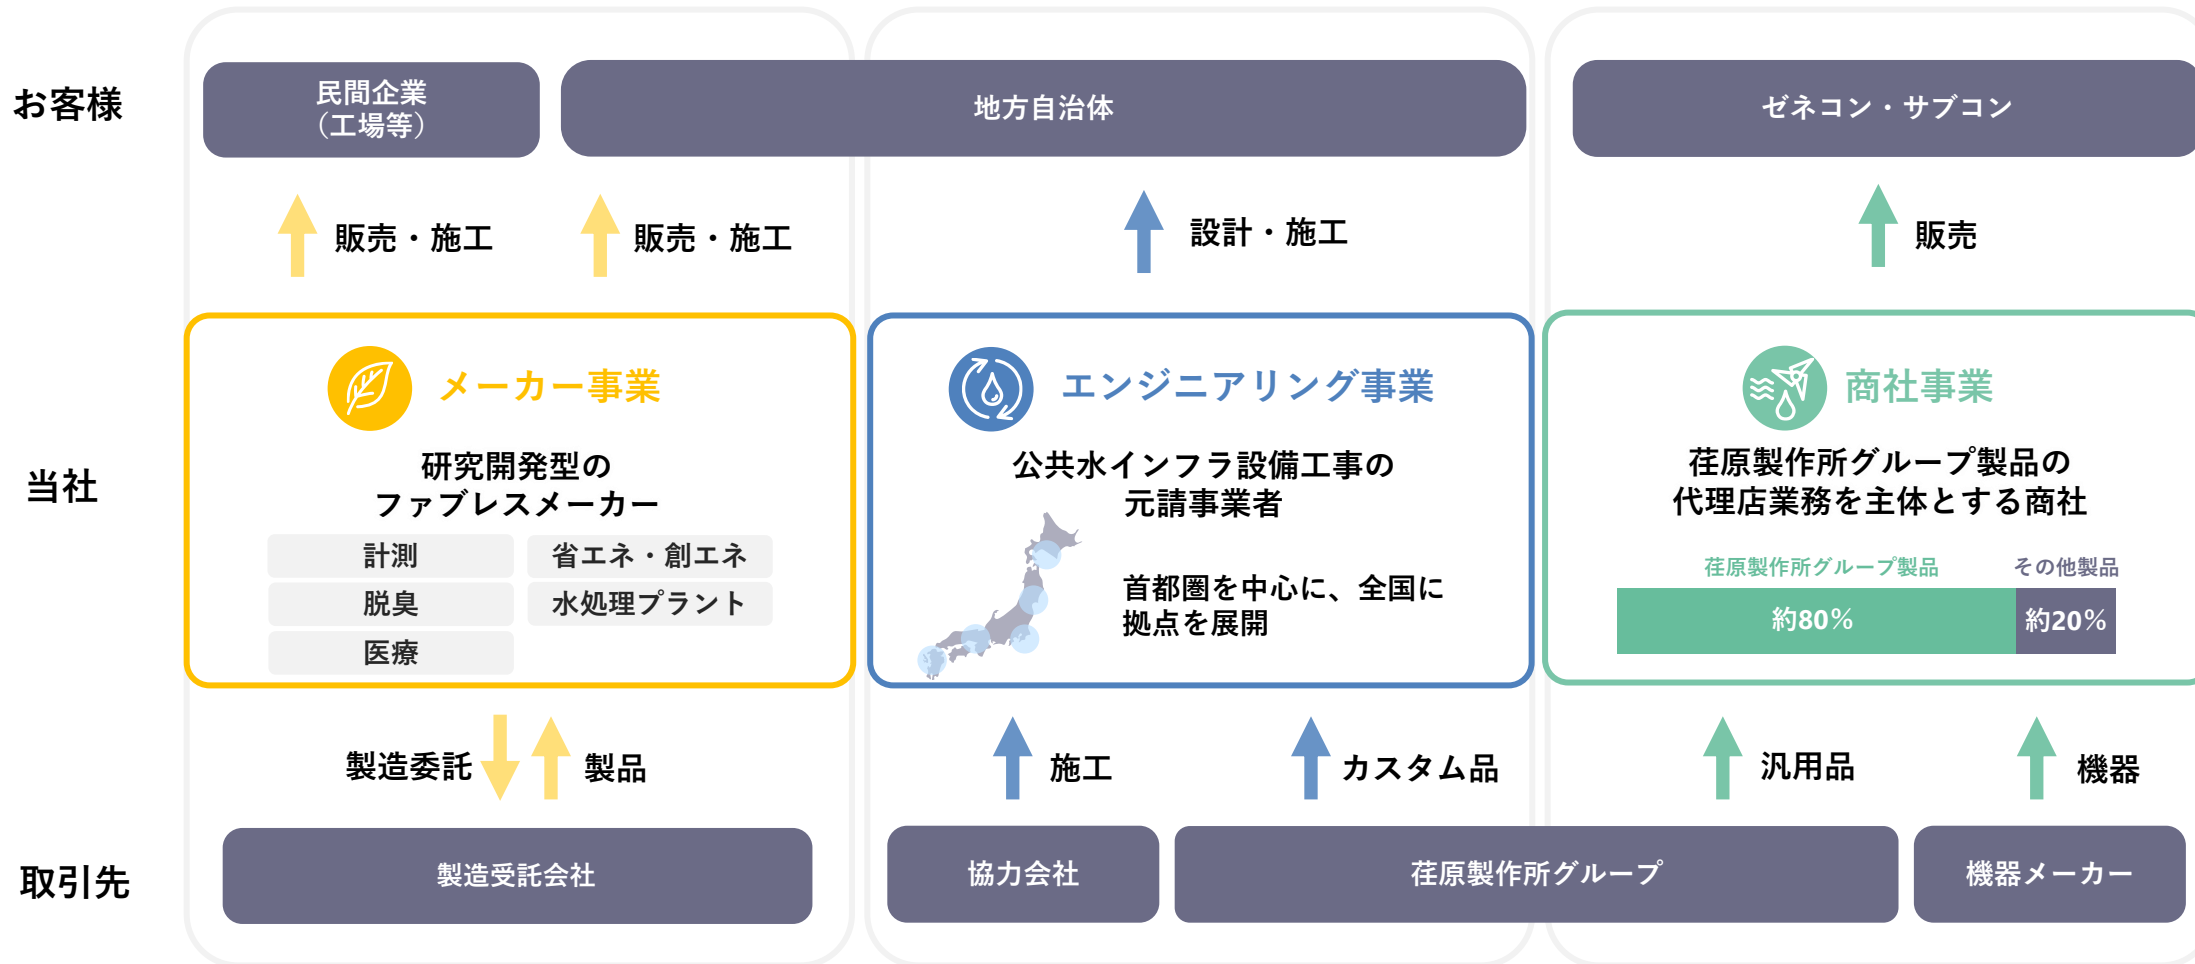 お客様
民間企業
（工場等）
地方自治体
ゼネコン・サブコン
販売・施工
販売・施工
設計・施工
販売
当社
メーカー事業
研究開発型の
ファブレスメーカー
計測
省エネ・創エネ
脱臭
水処理プラント
医療
エンジニアリング事業
公共水インフラ設備工事の
元請事業者
首都圏を中心に、全国に
拠点を展開
商社事業
荏原製作所グループ製品の
代理店業務を主体とする商社
荏原製作所グループ製品
その他製品
約80%
約20%
製造委託
製品
施工
カスタム品
汎用品
機器
取引先
製造受託会社
協力会社
荏原製作所グループ
機器メーカー